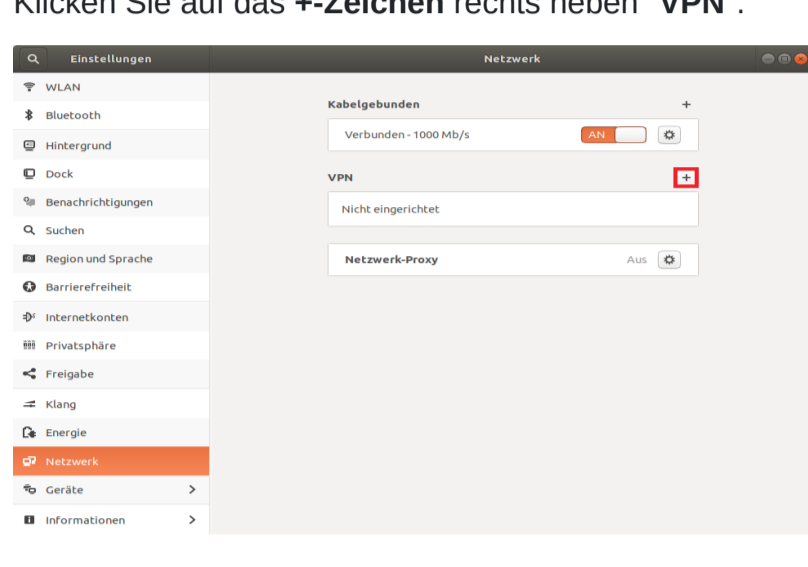 Klicken Sie auf das +-Zeichen rechts neben "VPN".
Einstellungen
Netzwerk
WLAN
Bluetooth
Hintergrund
Dock
Benachrichtigungen
Suchen
Region und Sprache
Barrierefreiheit
Internetkonten
Privatsphäre
Freigabe
Klang
Energie
Netzwerk
Geräte
Informationen
Kabelgebunden +
Verbunden - 1000 Mb/s AN
VPN +
Nicht eingerichtet
Netzwerk-Proxy Aus